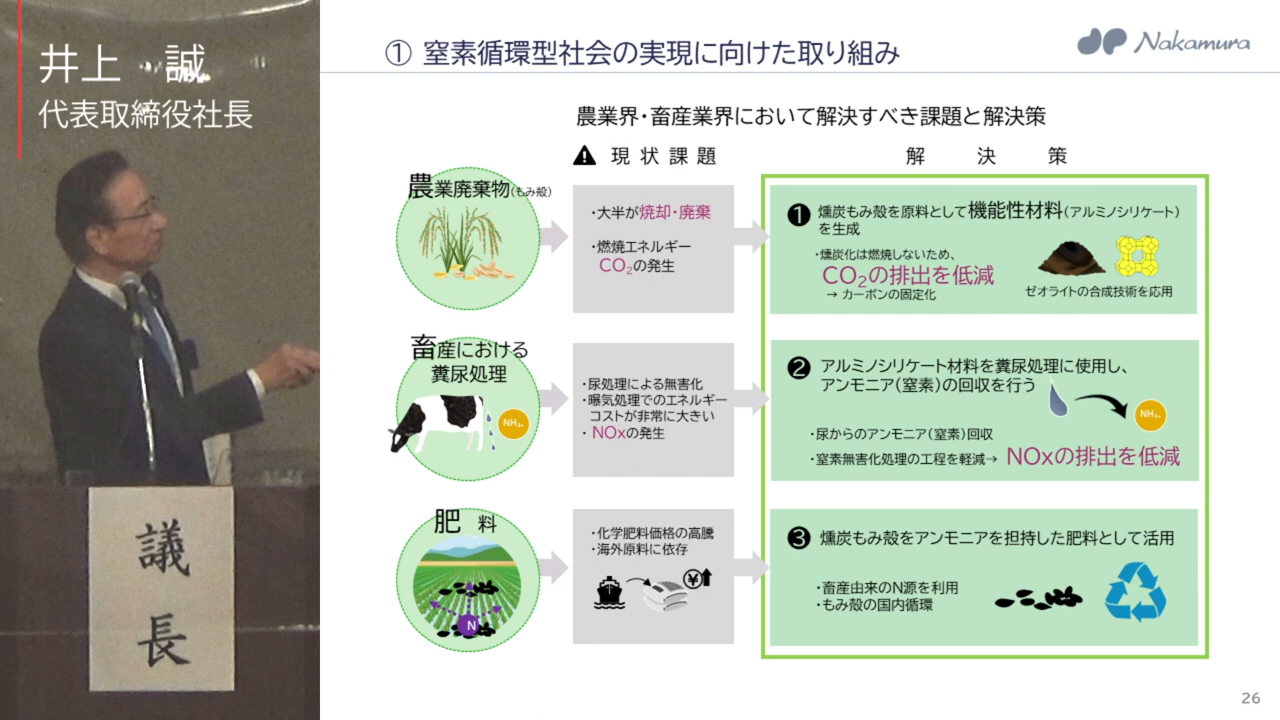 井上 誠
代表取締役社長
議
長
① 窒素循環型社会の実現に向けた取り組み
Nakamura
農業界・畜産業界において解決すべき課題と解決策
現状課題
解決策
農業廃棄物(もみ殻)
・大半が焼却・廃棄
・燃焼エネルギー
CO₂の発生
❶ 燻炭もみ殻を原料として機能性材料(アルミノシリケート)
を生成
・燻炭化は燃焼しないため、
CO₂の排出を低減
→ カーボンの固定化
ゼオライトの合成技術を応用
畜産における
糞尿処理
NH₃
・尿処理による無害化
・曝気処理でのエネルギー
コストが非常に大きい
・NOxの発生
❷ アルミノシリケート材料を糞尿処理に使用し、
アンモニア(窒素)の回収を行う
NH₃
・尿からのアンモニア(窒素)回収
・窒素無害化処理の工程を軽減→ NOxの排出を低減
肥料
N
・化学肥料価格の高騰
・海外原料に依存
¥
❸ 燻炭もみ殻をアンモニアを担持した肥料として活用
・畜産由来のN源を利用
・もみ殻の国内循環
26